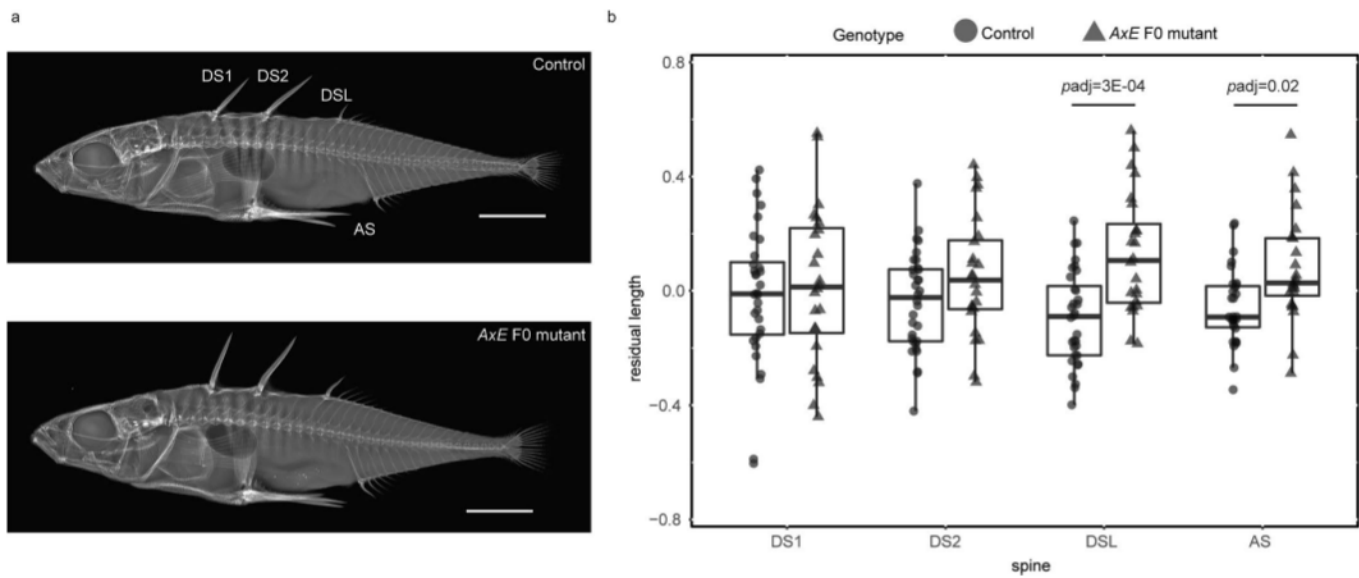 a
Control
DS1
DS2
DSL
AS
AxE F0 mutant
b
Genotype Control AxE F0 mutant
padj=3E-04
padj=0.02
0.8
0.4
0.0
−0.4
−0.8
residual length
DS1 DS2 DSL AS
spine